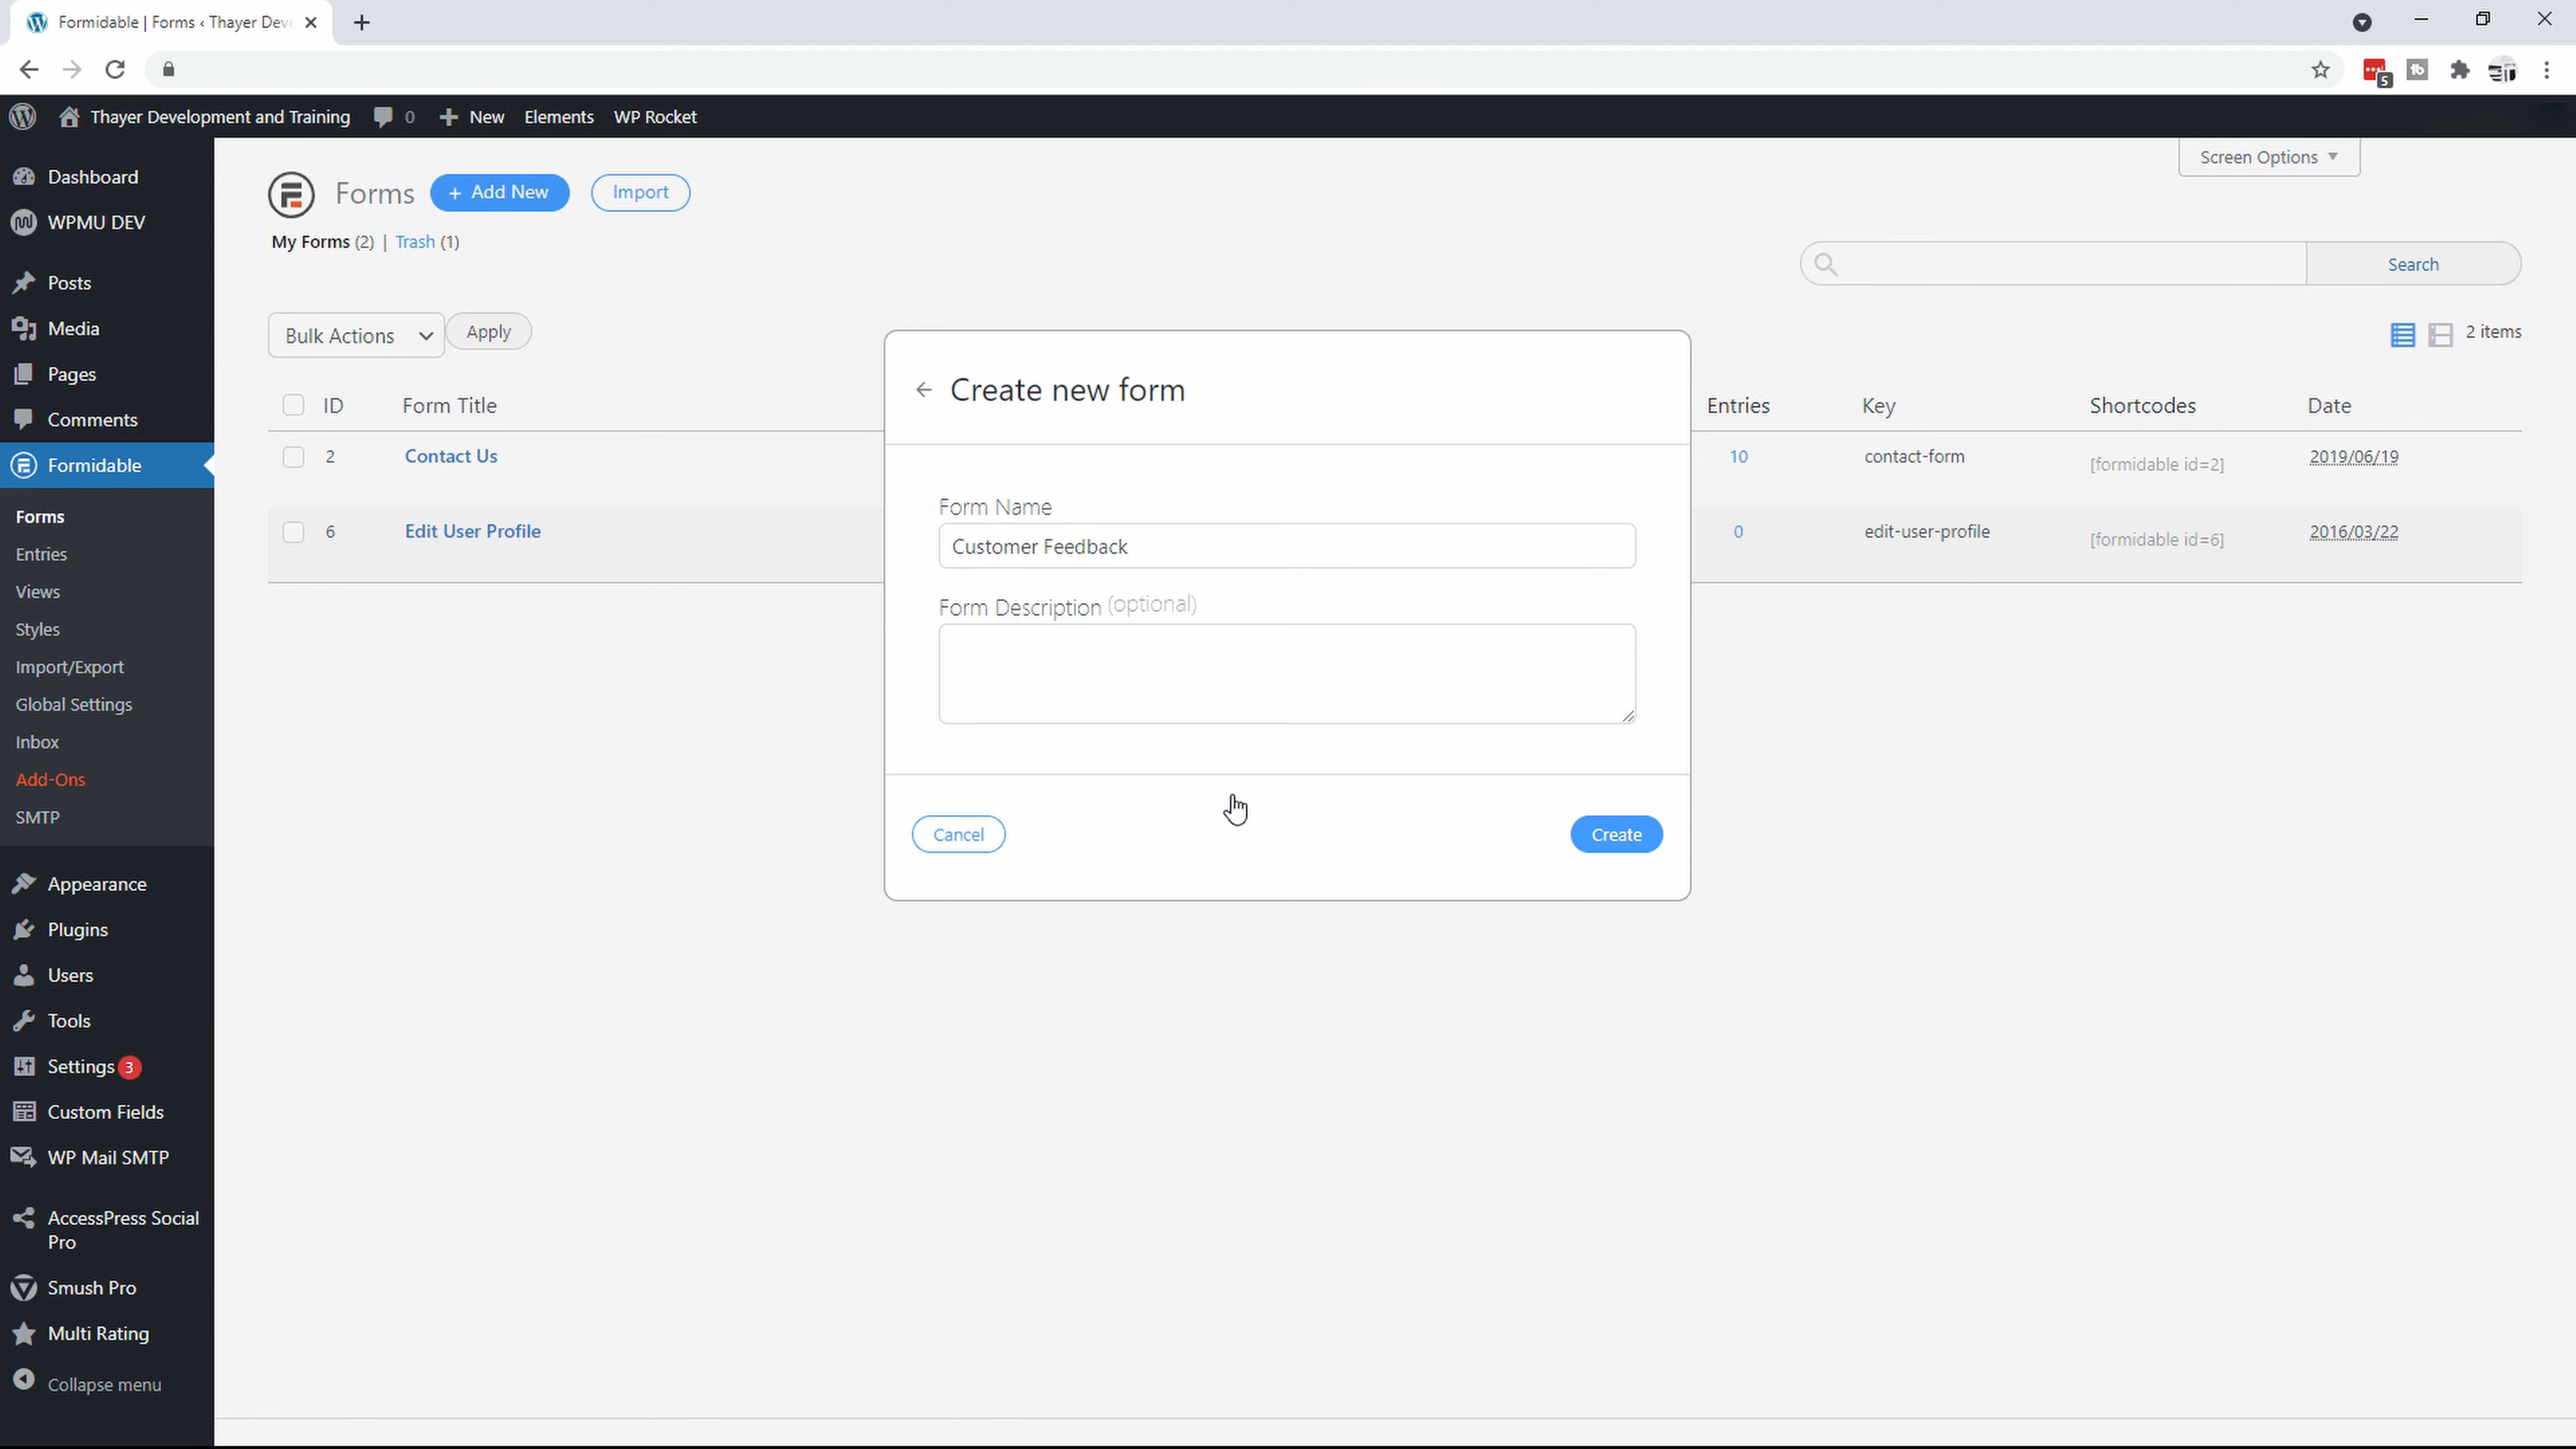 Formidable | Forms ‹ Thayer Deve
5
Thayer Development and Training 0 New Elements WP Rocket
Screen Options
Dashboard
WPMU DEV
Posts
Media
Pages
Comments
Formidable
Forms
Entries
Views
Styles
Import/Export
Global Settings
Inbox
Add-Ons
SMTP
Appearance
Plugins
Users
Tools
Settings 3
Custom Fields
WP Mail SMTP
AccessPress Social
Pro
Smush Pro
Multi Rating
Collapse menu
Forms + Add New Import
My Forms (2) | Trash (1)
Search
Bulk Actions Apply
2 items
ID Form Title Entries Key Shortcodes Date
2 Contact Us 10 contact-form [formidable id=2] 2019/06/19
6 Edit User Profile 0 edit-user-profile [formidable id=6] 2016/03/22
Create new form
Form Name
Customer Feedback
Form Description (optional)
Cancel Create